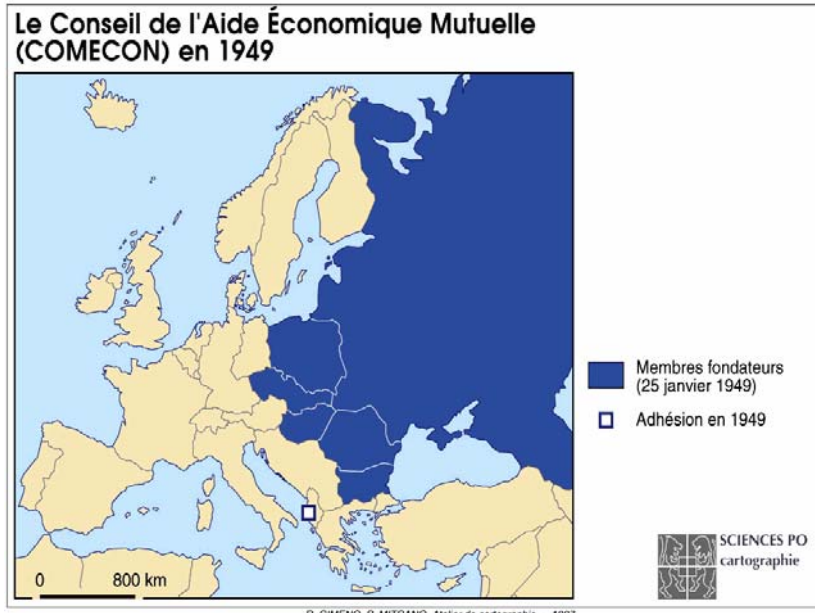 Le Conseil de l'Aide Économique Mutuelle
(COMECON) en 1949
Membres fondateurs
(25 janvier 1949)
Adhésion en 1949
SCIENCES PO
cartographie
0 800 km